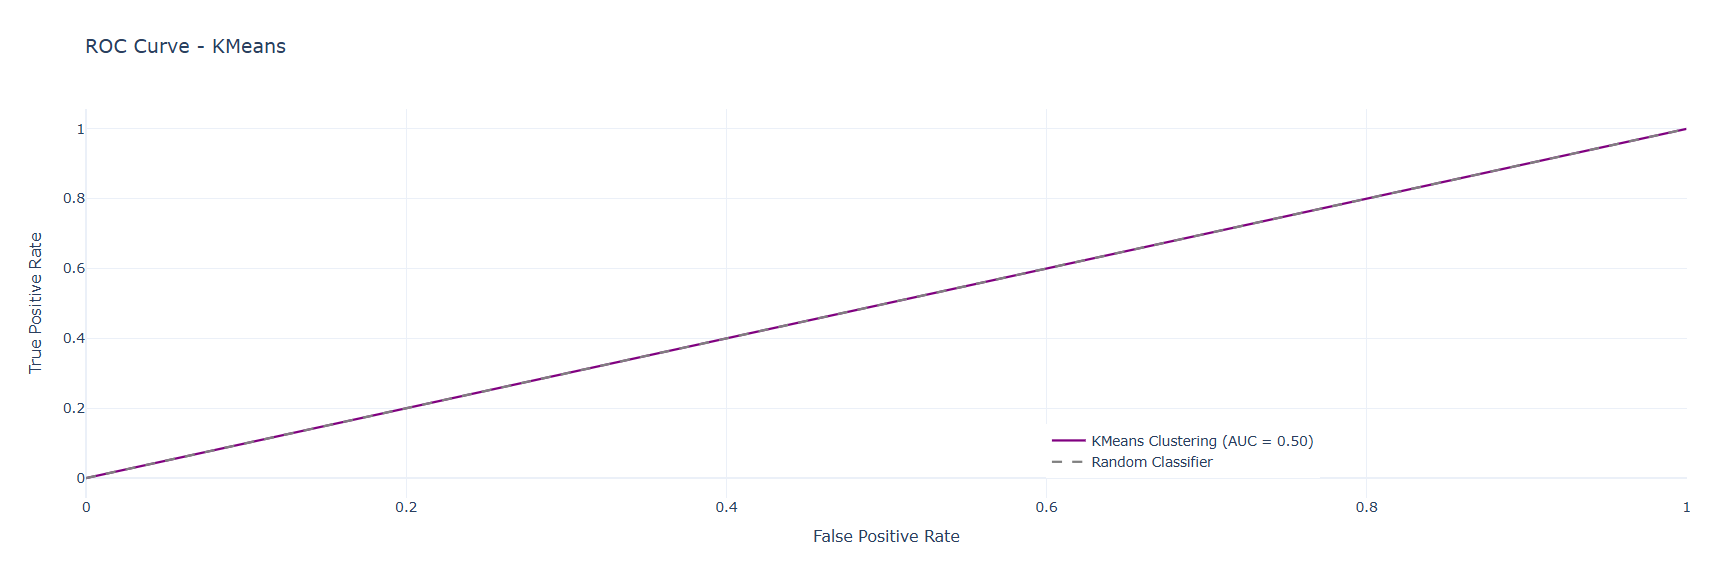 ROC Curve - KMeans
True Positive Rate
1
0.8
0.6
0.4
0.2
0
KMeans Clustering (AUC = 0.50)
Random Classifier
0 0.2 0.4 0.6 0.8 1
False Positive Rate